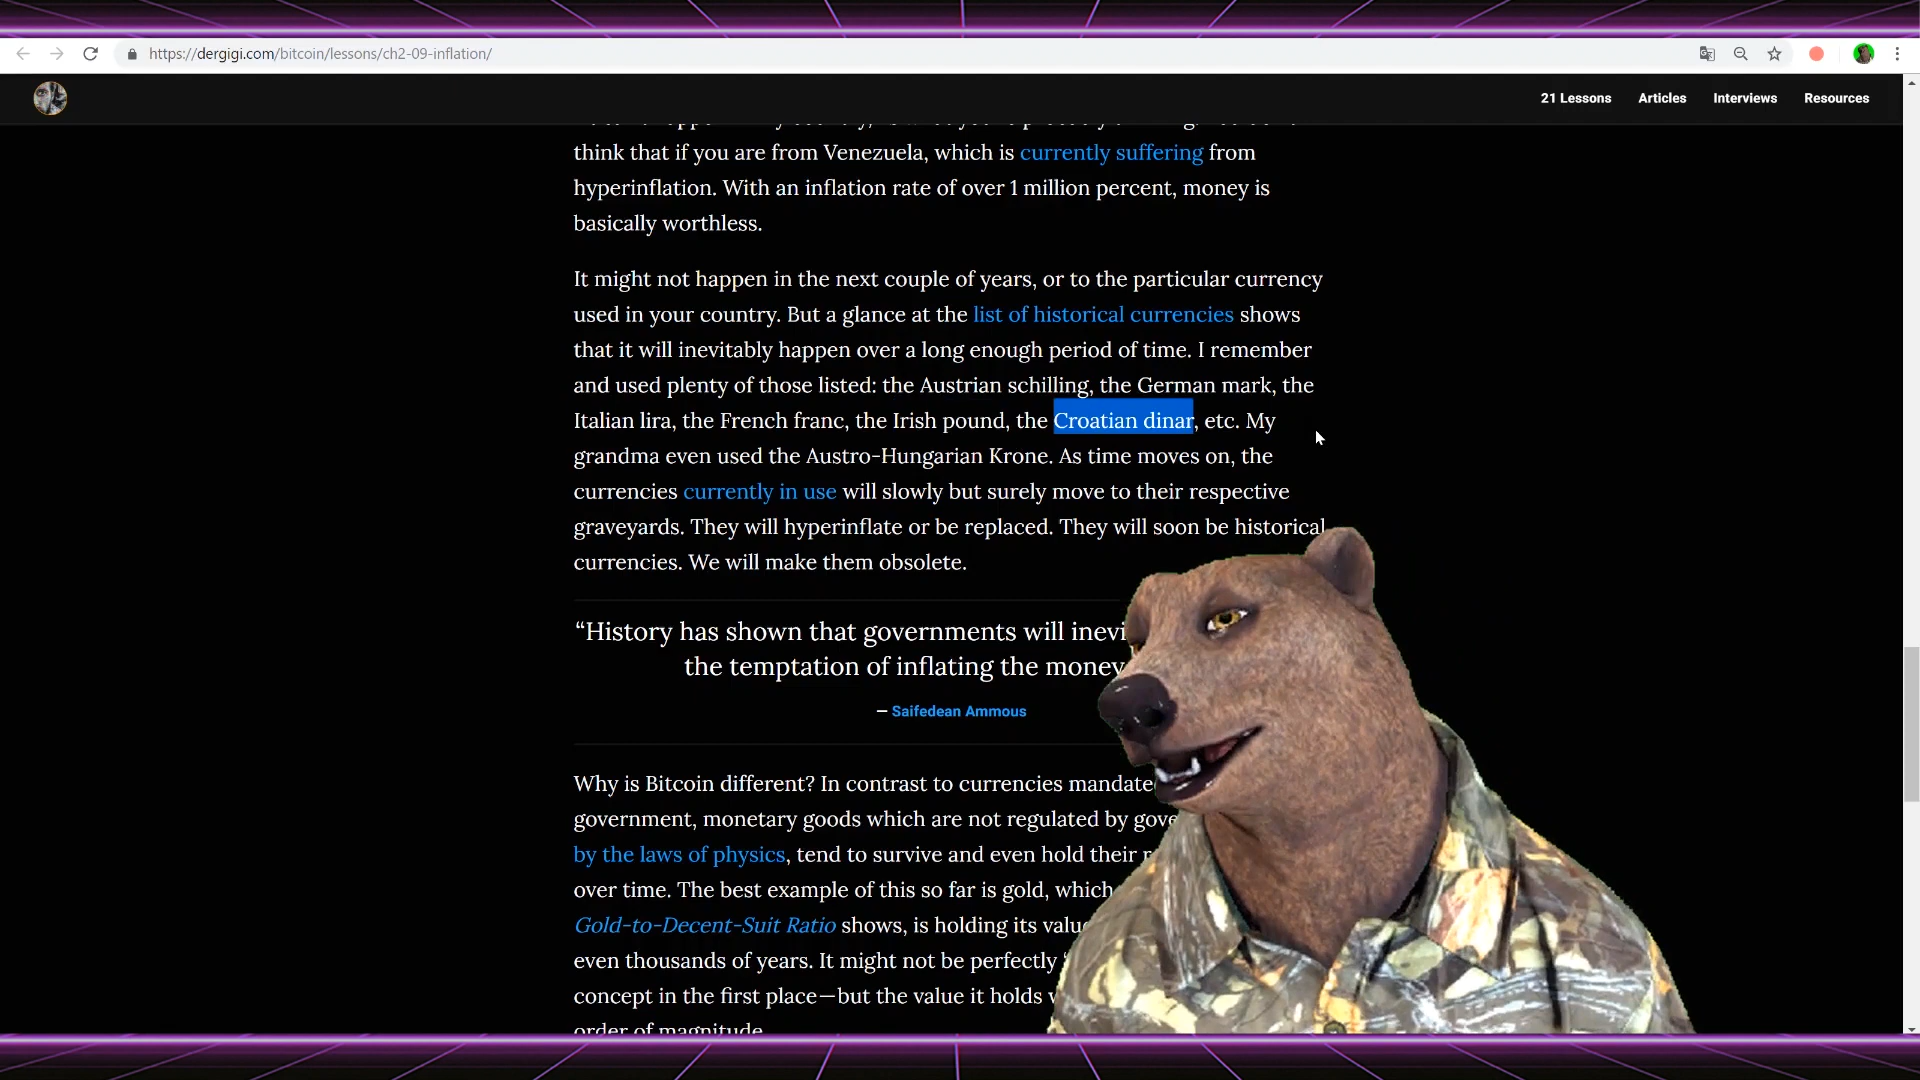 https://dergigi.com/bitcoin/lessons/ch2-09-inflation/
21 Lessons Articles Interviews Resources
think that if you are from Venezuela, which is currently suffering from
hyperinflation. With an inflation rate of over 1 million percent, money is
basically worthless.
It might not happen in the next couple of years, or to the particular currency
used in your country. But a glance at the list of historical currencies shows
that it will inevitably happen over a long enough period of time. I remember
and used plenty of those listed: the Austrian schilling, the German mark, the
Italian lira, the French franc, the Irish pound, the Croatian dinar, etc. My
grandma even used the Austro-Hungarian Krone. As time moves on, the
currencies currently in use will slowly but surely move to their respective
graveyards. They will hyperinflate or be replaced. They will soon be historical
currencies. We will make them obsolete.
“History has shown that governments will inevi
the temptation of inflating the money
— Saifedean Ammous
Why is Bitcoin different? In contrast to currencies mandate
government, monetary goods which are not regulated by gove
by the laws of physics, tend to survive and even hold their
over time. The best example of this so far is gold, which
Gold-to-Decent-Suit Ratio shows, is holding its valu
even thousands of years. It might not be perfectly
concept in the first place—but the value it holds
order of magnitude